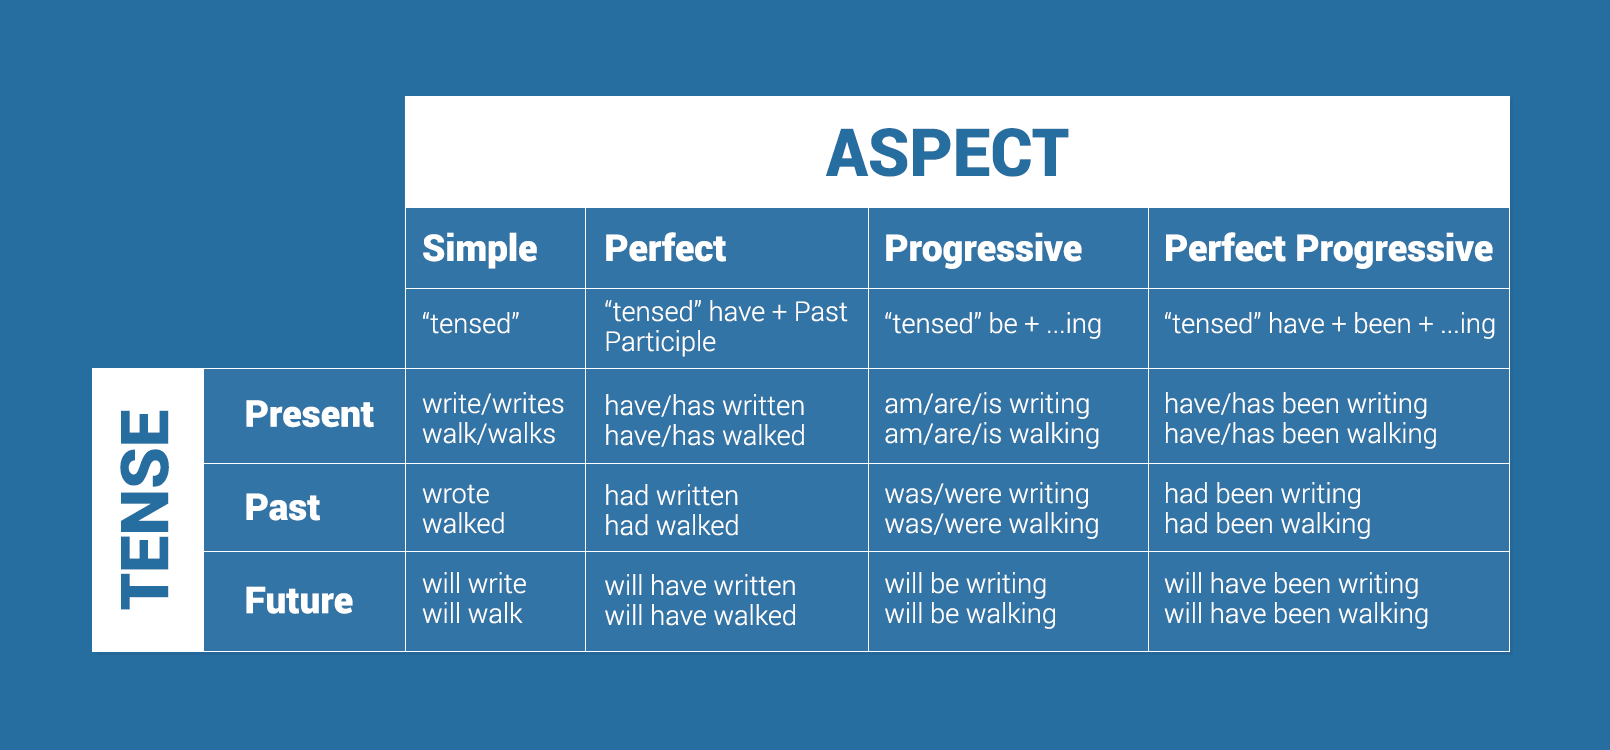 ASPECT
Simple
Perfect
Progressive
Perfect Progressive
“tensed”
“tensed” have + Past
Participle
“tensed” be + ...ing
“tensed” have + been + ...ing
TENSE
Present
write/writes
walk/walks
have/has written
have/has walked
am/are/is writing
am/are/is walking
have/has been writing
have/has been walking
Past
wrote
walked
had written
had walked
was/were writing
was/were walking
had been writing
had been walking
Future
will write
will walk
will have written
will have walked
will be writing
will be walking
will have been writing
will have been walking